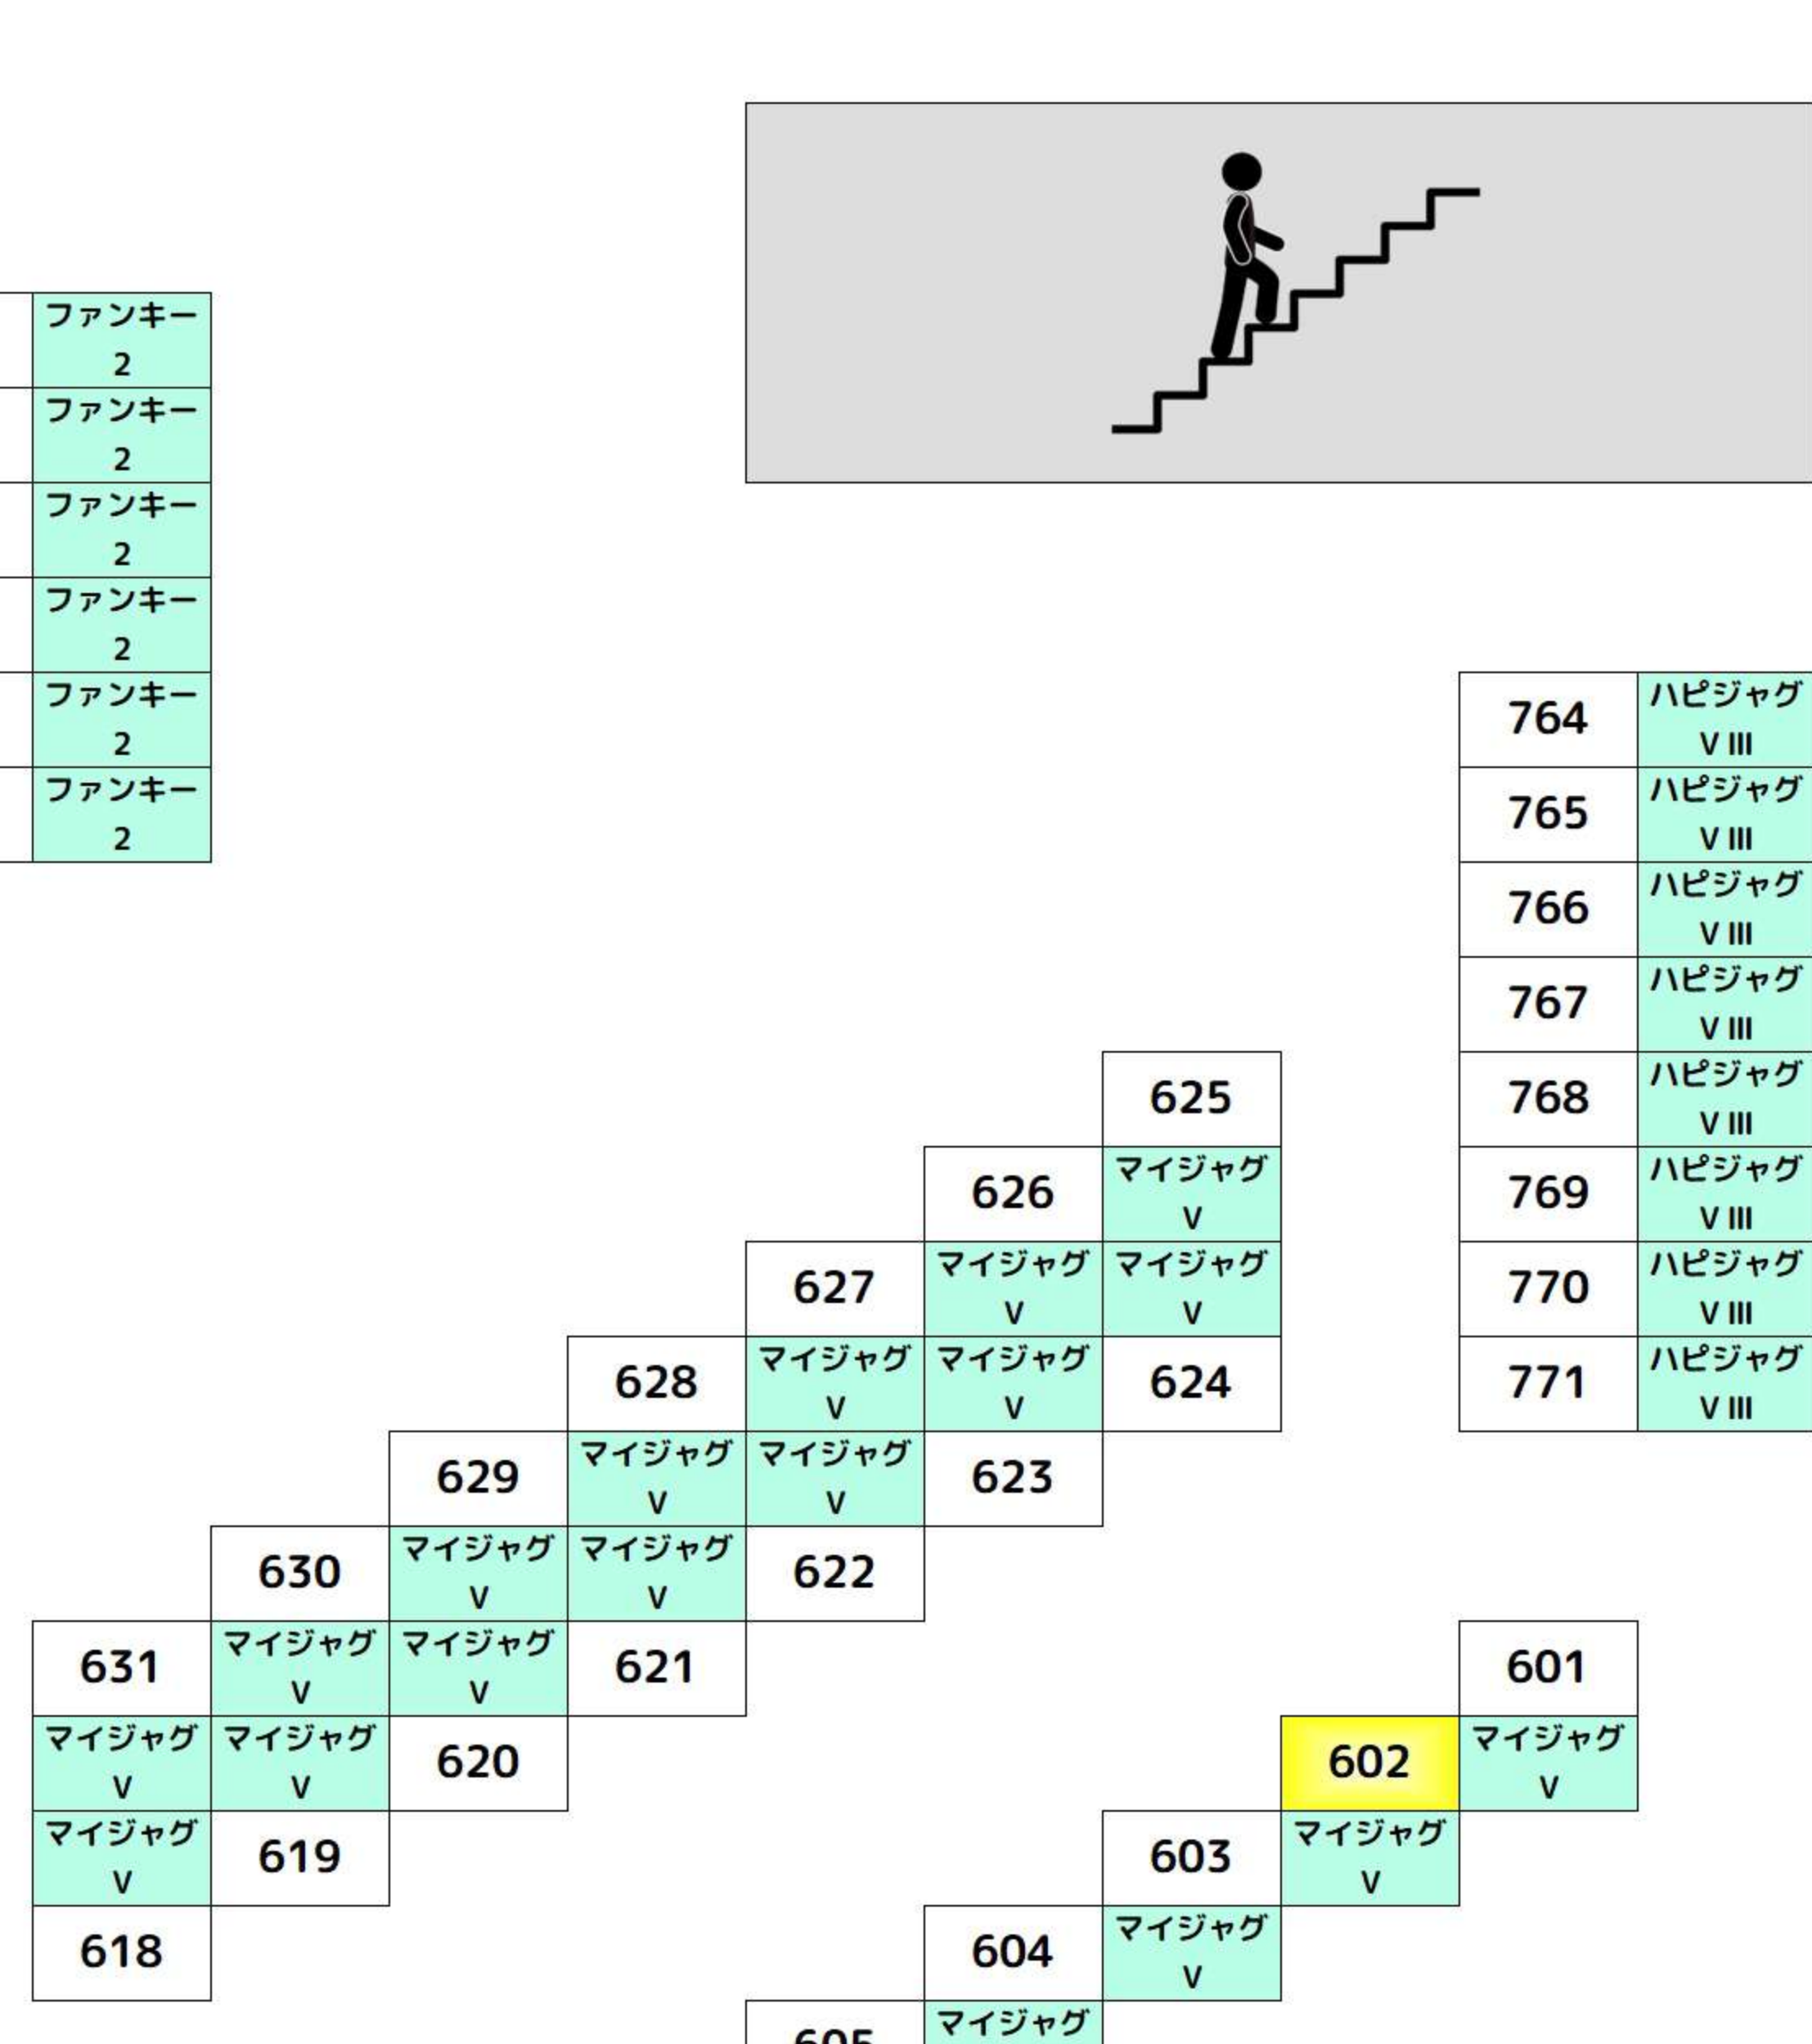 ファンキー
2
ファンキー
2
ファンキー
2
ファンキー
2
ファンキー
2
ファンキー
2
764 ハピジャグ
V III
765 ハピジャグ
V III
766 ハピジャグ
V III
767 ハピジャグ
V III
768 ハピジャグ
V III
769 ハピジャグ
V III
770 ハピジャグ
V III
771 ハピジャグ
V III
625
626 マイジャグ
V
627 マイジャグ マイジャグ
V V
628 マイジャグ マイジャグ 624
V V
629 マイジャグ マイジャグ 623
V V
630 マイジャグ マイジャグ 622
V V
631 マイジャグ マイジャグ 621
V V
マイジャグ マイジャグ 620
V V
マイジャグ 619
V
618
601
602 マイジャグ
V
603 マイジャグ
V
604 マイジャグ
V
605 マイジャグ